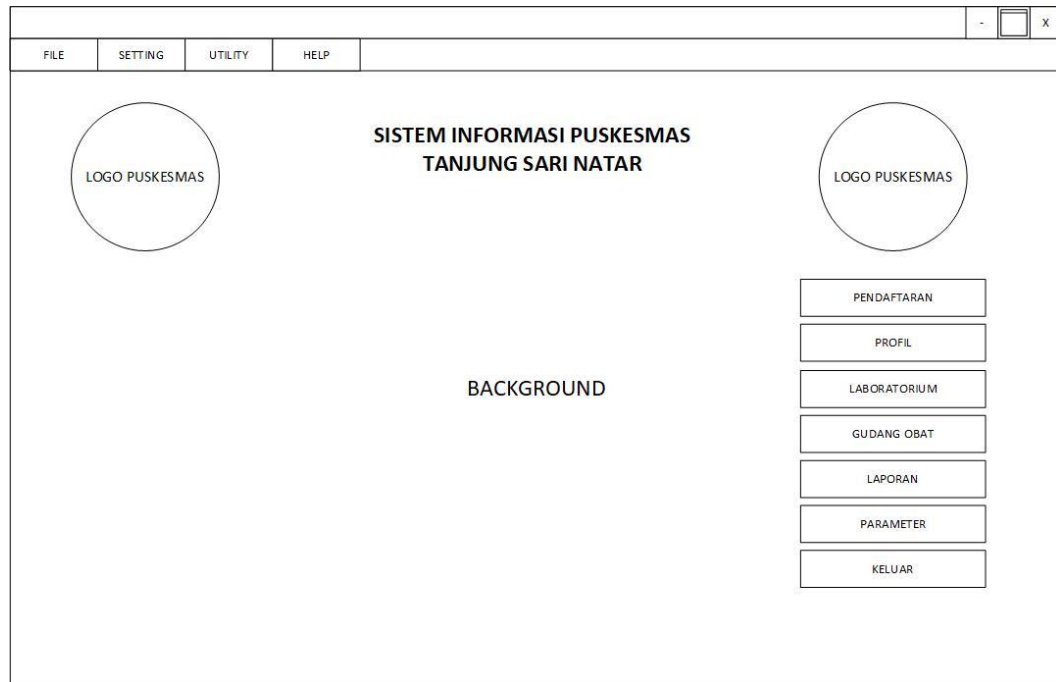 - X
FILE SETTING UTILITY HELP
LOGO PUSKESMAS
SISTEM INFORMASI PUSKESMAS
TANJUNG SARI NATAR
LOGO PUSKESMAS
PENDAFTARAN
PROFIL
LABORATORIUM
GUDANG OBAT
LAPORAN
PARAMETER
KELUAR
BACKGROUND